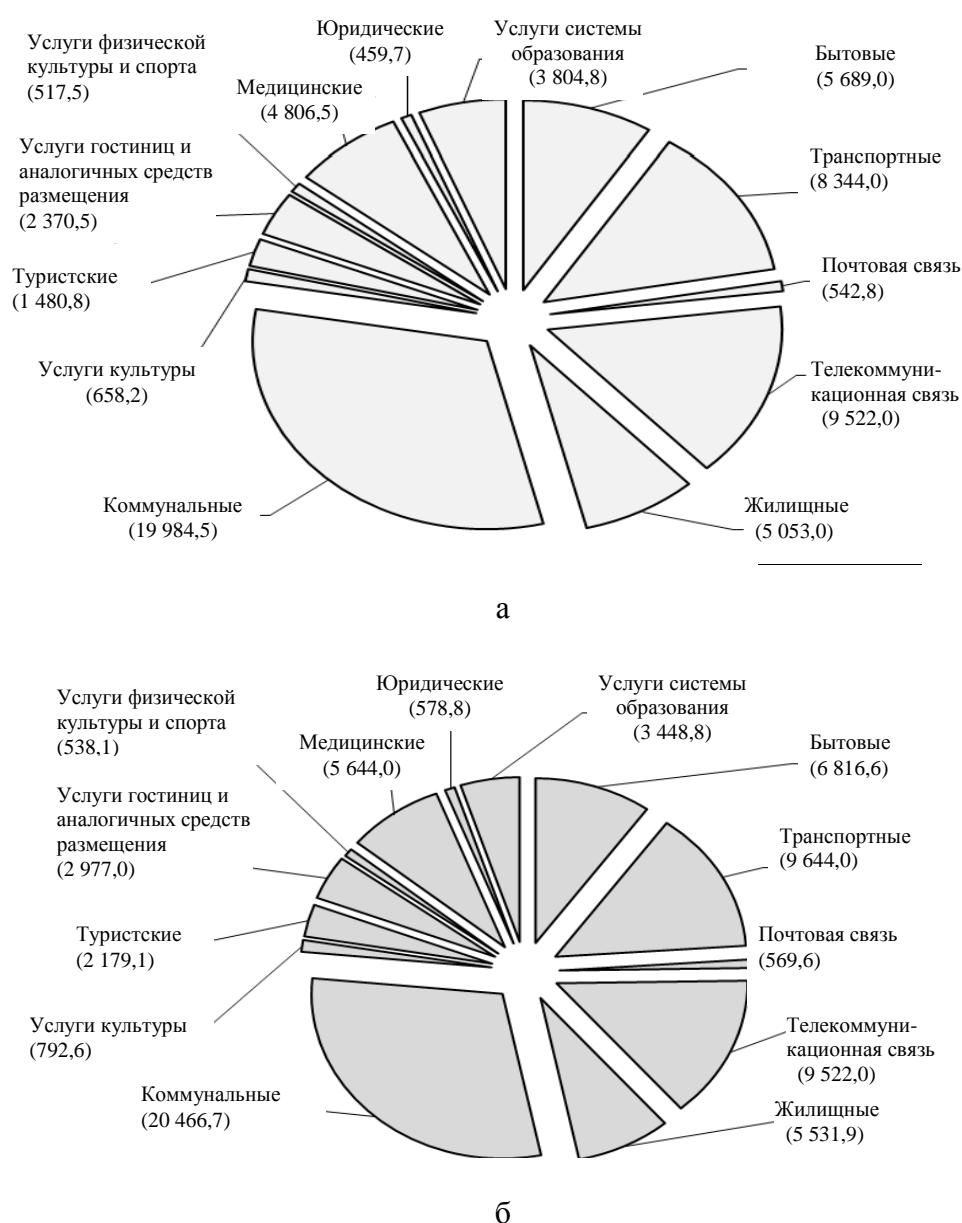 Юридические
(459,7)
Услуги системы
образования
(3 804,8)
Услуги физической
культуры и спорта
(517,5)
Бытовые
(5 689,0)
Медицинские
(4 806,5)
Услуги гостиниц и
аналогичных средств
размещения
(2 370,5)
Транспортные
(8 344,0)
Туристские
(1 480,8)
Почтовая связь
(542,8)
Услуги культуры
(658,2)
Телекоммуни-
кационная связь
(9 522,0)
Коммунальные
(19 984,5)
Жилищные
(5 053,0)
а
Юридические
(578,8)
Услуги системы
образования
(3 448,8)
Услуги физической
культуры и спорта
(538,1)
Медицинские
(5 644,0)
Бытовые
(6 816,6)
Услуги гостиниц и
аналогичных средств
размещения
(2 977,0)
Транспортные
(9 644,0)
Туристские
(2 179,1)
Почтовая связь
(569,6)
Услуги культуры
(792,6)
Телекоммуни-
кационная связь
(9 522,0)
Коммунальные
(20 466,7)
Жилищные
(5 531,9)
б